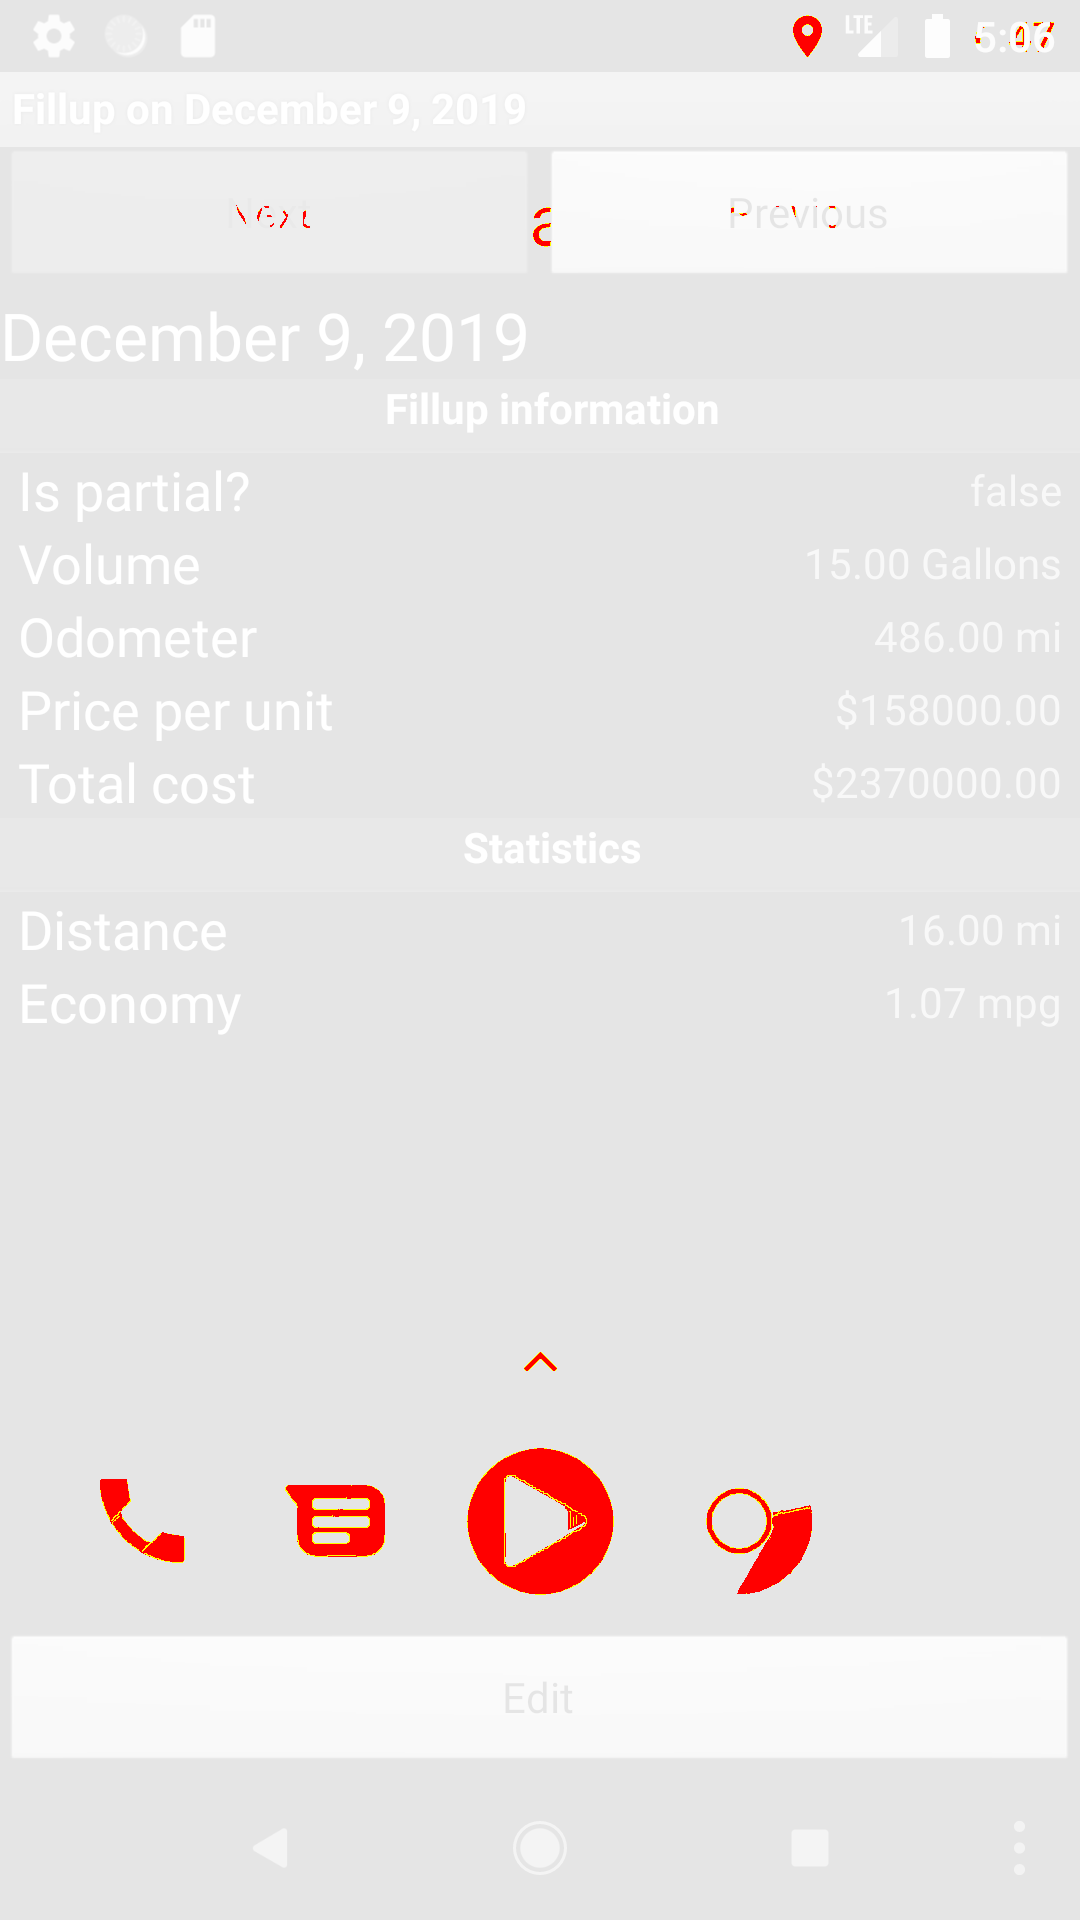 LTE 5:06
Fillup on December 9, 2019
Next a Previous
December 9, 2019
Fillup information
Is partial? false
Volume 15.00 Gallons
Odometer 486.00 mi
Price per unit $158000.00
Total cost $2370000.00
Statistics
Distance 16.00 mi
Economy 1.07 mpg
Edit